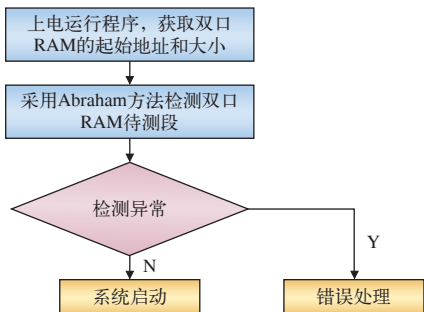 上电运行程序，获取双口
RAM的起始地址和大小
采用Abraham方法检测双口
RAM待测段
检测异常
Y
N
系统启动
错误处理